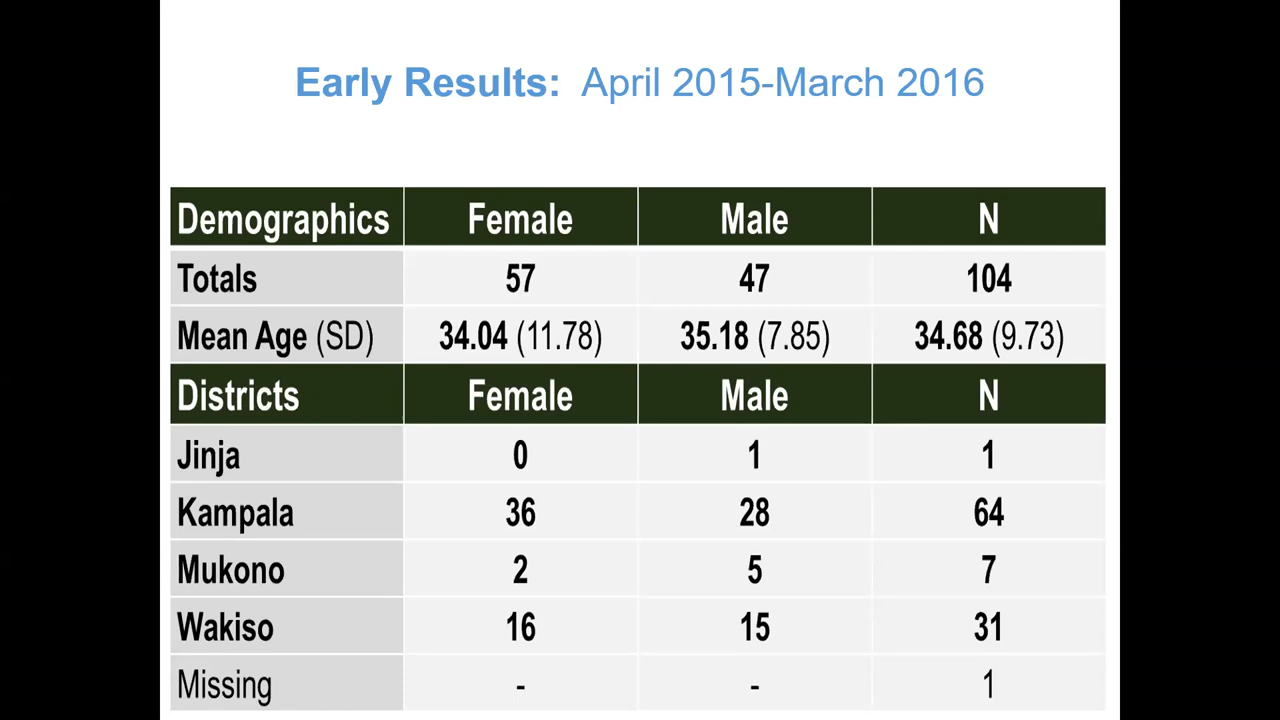 Early Results: April 2015-March 2016
Demographics Female Male N
Totals 57 47 104
Mean Age (SD) 34.04 (11.78) 35.18 (7.85) 34.68 (9.73)
Districts Female Male N
Jinja 0 1 1
Kampala 36 28 64
Mukono 2 5 7
Wakiso 16 15 31
Missing - - 1